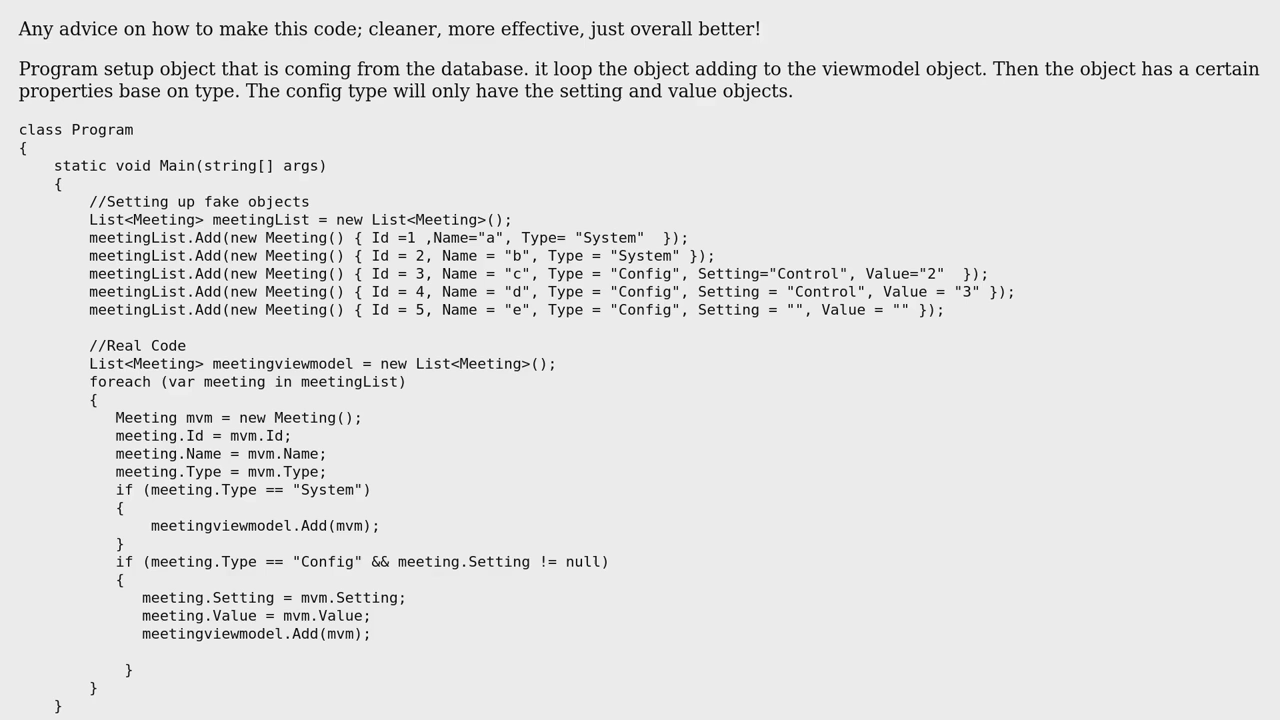 Any advice on how to make this code; cleaner, more effective, just overall better!
Program setup object that is coming from the database. it loop the object adding to the viewmodel object. Then the object has a certain
properties base on type. The config type will only have the setting and value objects.
class Program
{
    static void Main(string[] args)
    {
        //Setting up fake objects
        List<Meeting> meetingList = new List<Meeting>();
        meetingList.Add(new Meeting() { Id =1 ,Name="a", Type= "System"  });
        meetingList.Add(new Meeting() { Id = 2, Name = "b", Type = "System" });
        meetingList.Add(new Meeting() { Id = 3, Name = "c", Type = "Config", Setting="Control", Value="2"  });
        meetingList.Add(new Meeting() { Id = 4, Name = "d", Type = "Config", Setting = "Control", Value = "3" });
        meetingList.Add(new Meeting() { Id = 5, Name = "e", Type = "Config", Setting = "", Value = "" });
        //Real Code
        List<Meeting> meetingviewmodel = new List<Meeting>();
        foreach (var meeting in meetingList)
        {
           Meeting mvm = new Meeting();
           meeting.Id = mvm.Id;
           meeting.Name = mvm.Name;
           meeting.Type = mvm.Type;
           if (meeting.Type == "System")
           {
               meetingviewmodel.Add(mvm);
           }
           if (meeting.Type == "Config" && meeting.Setting != null)
           {
              meeting.Setting = mvm.Setting;
              meeting.Value = mvm.Value;
              meetingviewmodel.Add(mvm);
            }
        }
    }